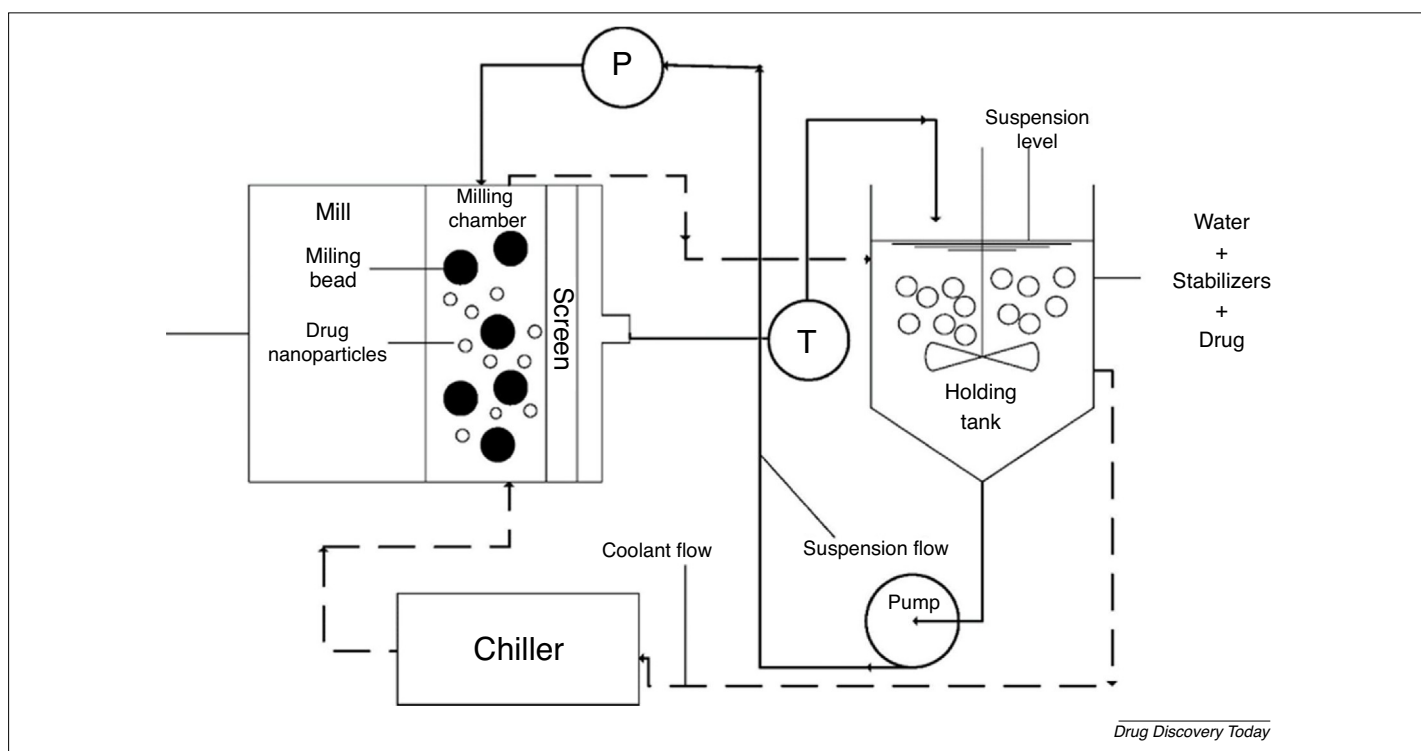 P
Suspension
level
Mill
Milling
chamber
Miling
bead
Drug
nanoparticles
Screen
T
Water
+
Stabilizers
+
Drug
Holding
tank
Coolant flow
Suspension flow
Pump
Chiller
Drug Discovery Today